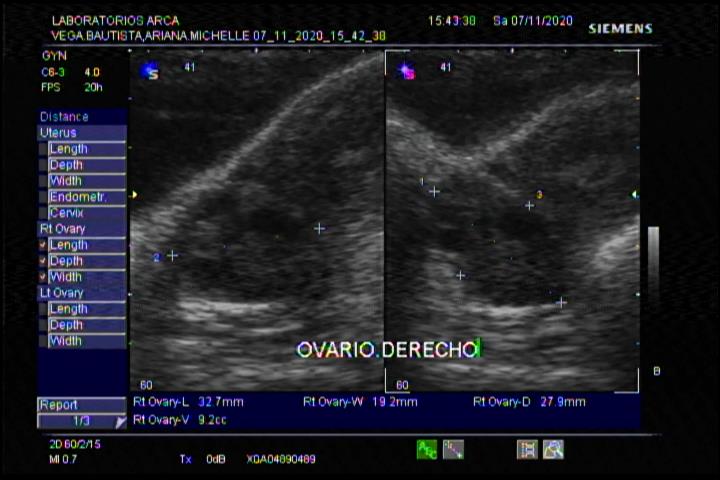 LABORATORIOS ARCA 15:43:38 Sa 07/11/2020 SIEMENS
VEGA.BAUTISTA,ARIANA.MICHELLE 07_11_2020_15_42_38
GYN
C6-3 4.0
FPS 20h
41 41
S S
Distance
Uterus
Length
Depth
Width
Endometr.
Cervix
Rt Ovary
Length
Depth
Width
Lt Ovary
Length
Depth
Width
1 3
2
OVARIO.DERECHO
60 60
B
Report
1/3
Rt Ovary-L 32.7mm Rt Ovary-W 19.2mm Rt Ovary-D 27.9mm
Rt Ovary-V 9.2cc
2D 60/2/15
MI 0.7 Tx 0dB